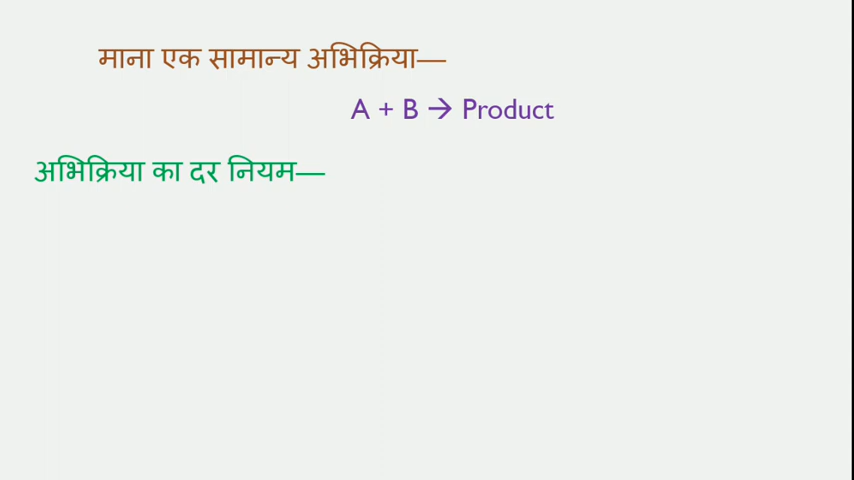 माना एक सामान्य अभिक्रिया—
A + B → Product
अभिक्रिया का दर नियम—